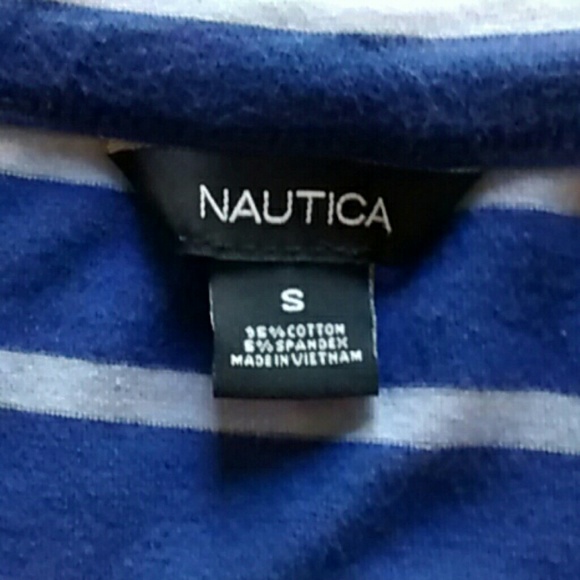 NAUTICA
S
95% COTTON
5% SPANDEX
MADE IN VIETNAM